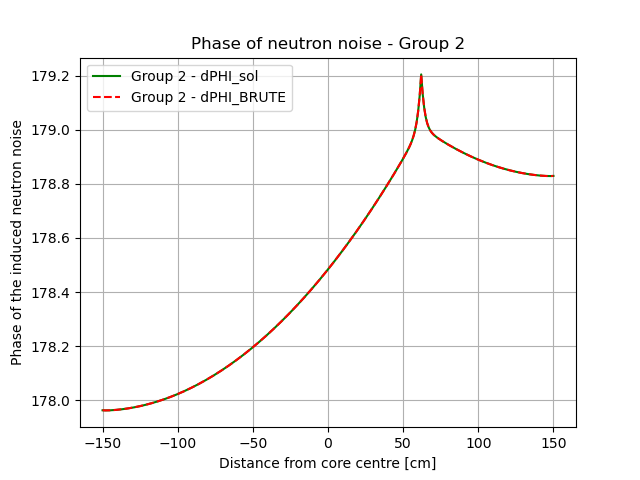 Phase of neutron noise - Group 2
Phase of the induced neutron noise
179.2
179.0
178.8
178.6
178.4
178.2
178.0
Group 2 - dPHI_sol
Group 2 - dPHI_BRUTE
−150
−100
−50
0
50
100
150
Distance from core centre [cm]